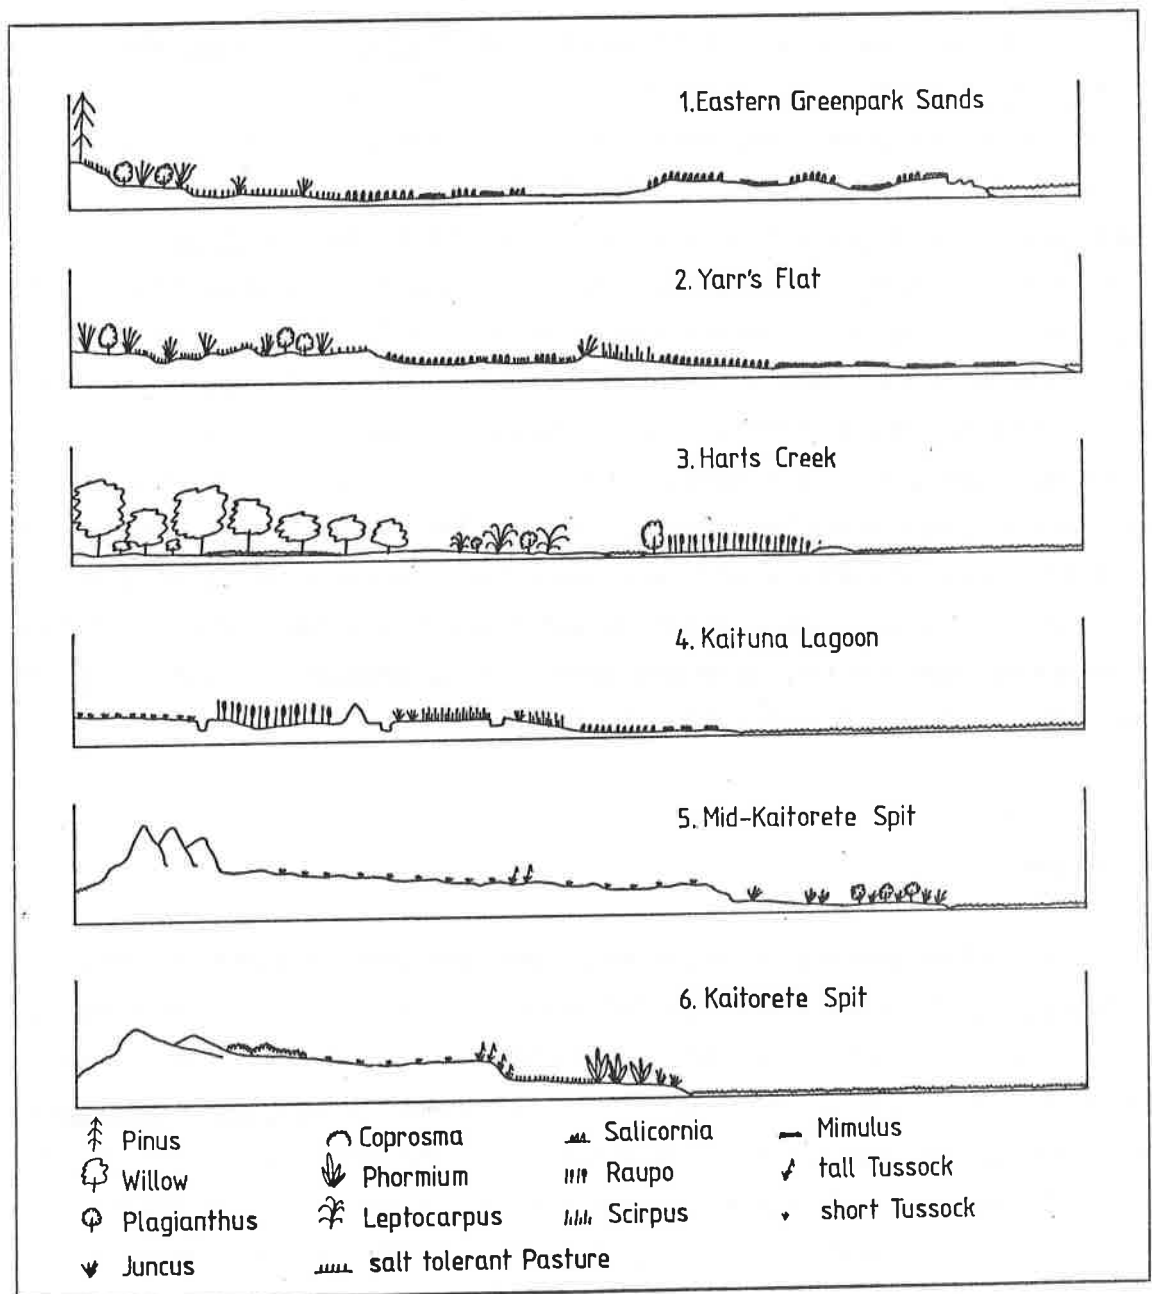 1.Eastern Greenpark Sands
2. Yarr's Flat
3. Harts Creek
4. Kaituna Lagoon
5. Mid-Kaitorete Spit
6. Kaitorete Spit
Pinus
Coprosma
Salicornia
Mimulus
Willow
Phormium
Raupo
tall Tussock
Plagianthus
Leptocarpus
Scirpus
short Tussock
Juncus
salt tolerant Pasture